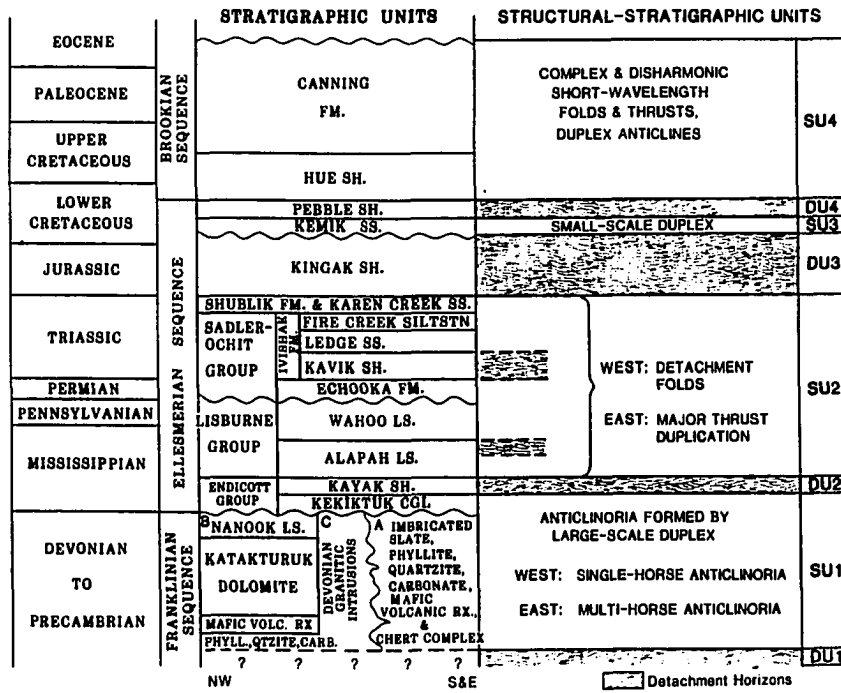 STRATIGRAPHIC UNITS
STRUCTURAL-STRATIGRAPHIC UNITS
EOCENE
PALEOCENE
UPPER
CRETACEOUS
LOWER
CRETACEOUS
JURASSIC
TRIASSIC
PERMIAN
PENNSYLVANIAN
MISSISSIPPIAN
DEVONIAN
TO
PRECAMBRIAN
BROOKIAN
SEQUENCE
ELLESMERIAN SEQUENCE
FRANKLINIAN
SEQUENCE
CANNING
FM.
HUE SH.
PEBBLE SH.
KEMIK SS.
KINGAK SH.
SHUBLIK FM. & KAREN CREEK SS.
SADLER-
OCHIT
GROUP
IVISHAK
FM.
FIRE CREEK SILTSTN
LEDGE SS.
KAVIK SH.
ECHOOKA FM.
LISBURNE
GROUP
WAHOO LS.
ALAPAH LS.
ENDICOTT
GROUP
KAYAK SH.
KEKIKTUK CGL
B
NANOOK LS.
KATAKTURUK
DOLOMITE
MAFIC VOLC. RX
PHYLL.,QTZITE,CARB.
C
DEVONIAN
GRANITIC
INTRUSIONS
A IMBRICATED
SLATE,
PHYLLITE,
QUARTZITE,
CARBONATE,
MAFIC
VOLCANIC RX.,
&
CHERT COMPLEX
? ? ? ? ?
NW
S&E
COMPLEX & DISHARMONIC
SHORT-WAVELENGTH
FOLDS & THRUSTS,
DUPLEX ANTICLINES
SMALL-SCALE DUPLEX
WEST: DETACHMENT
FOLDS
EAST: MAJOR THRUST
DUPLICATION
ANTICLINORIA FORMED BY
LARGE-SCALE DUPLEX
WEST: SINGLE-HORSE ANTICLINORIA
EAST: MULTI-HORSE ANTICLINORIA
SU4
DU4
SU3
DU3
SU2
DU2
SU1
DU1
Detachment Horizons